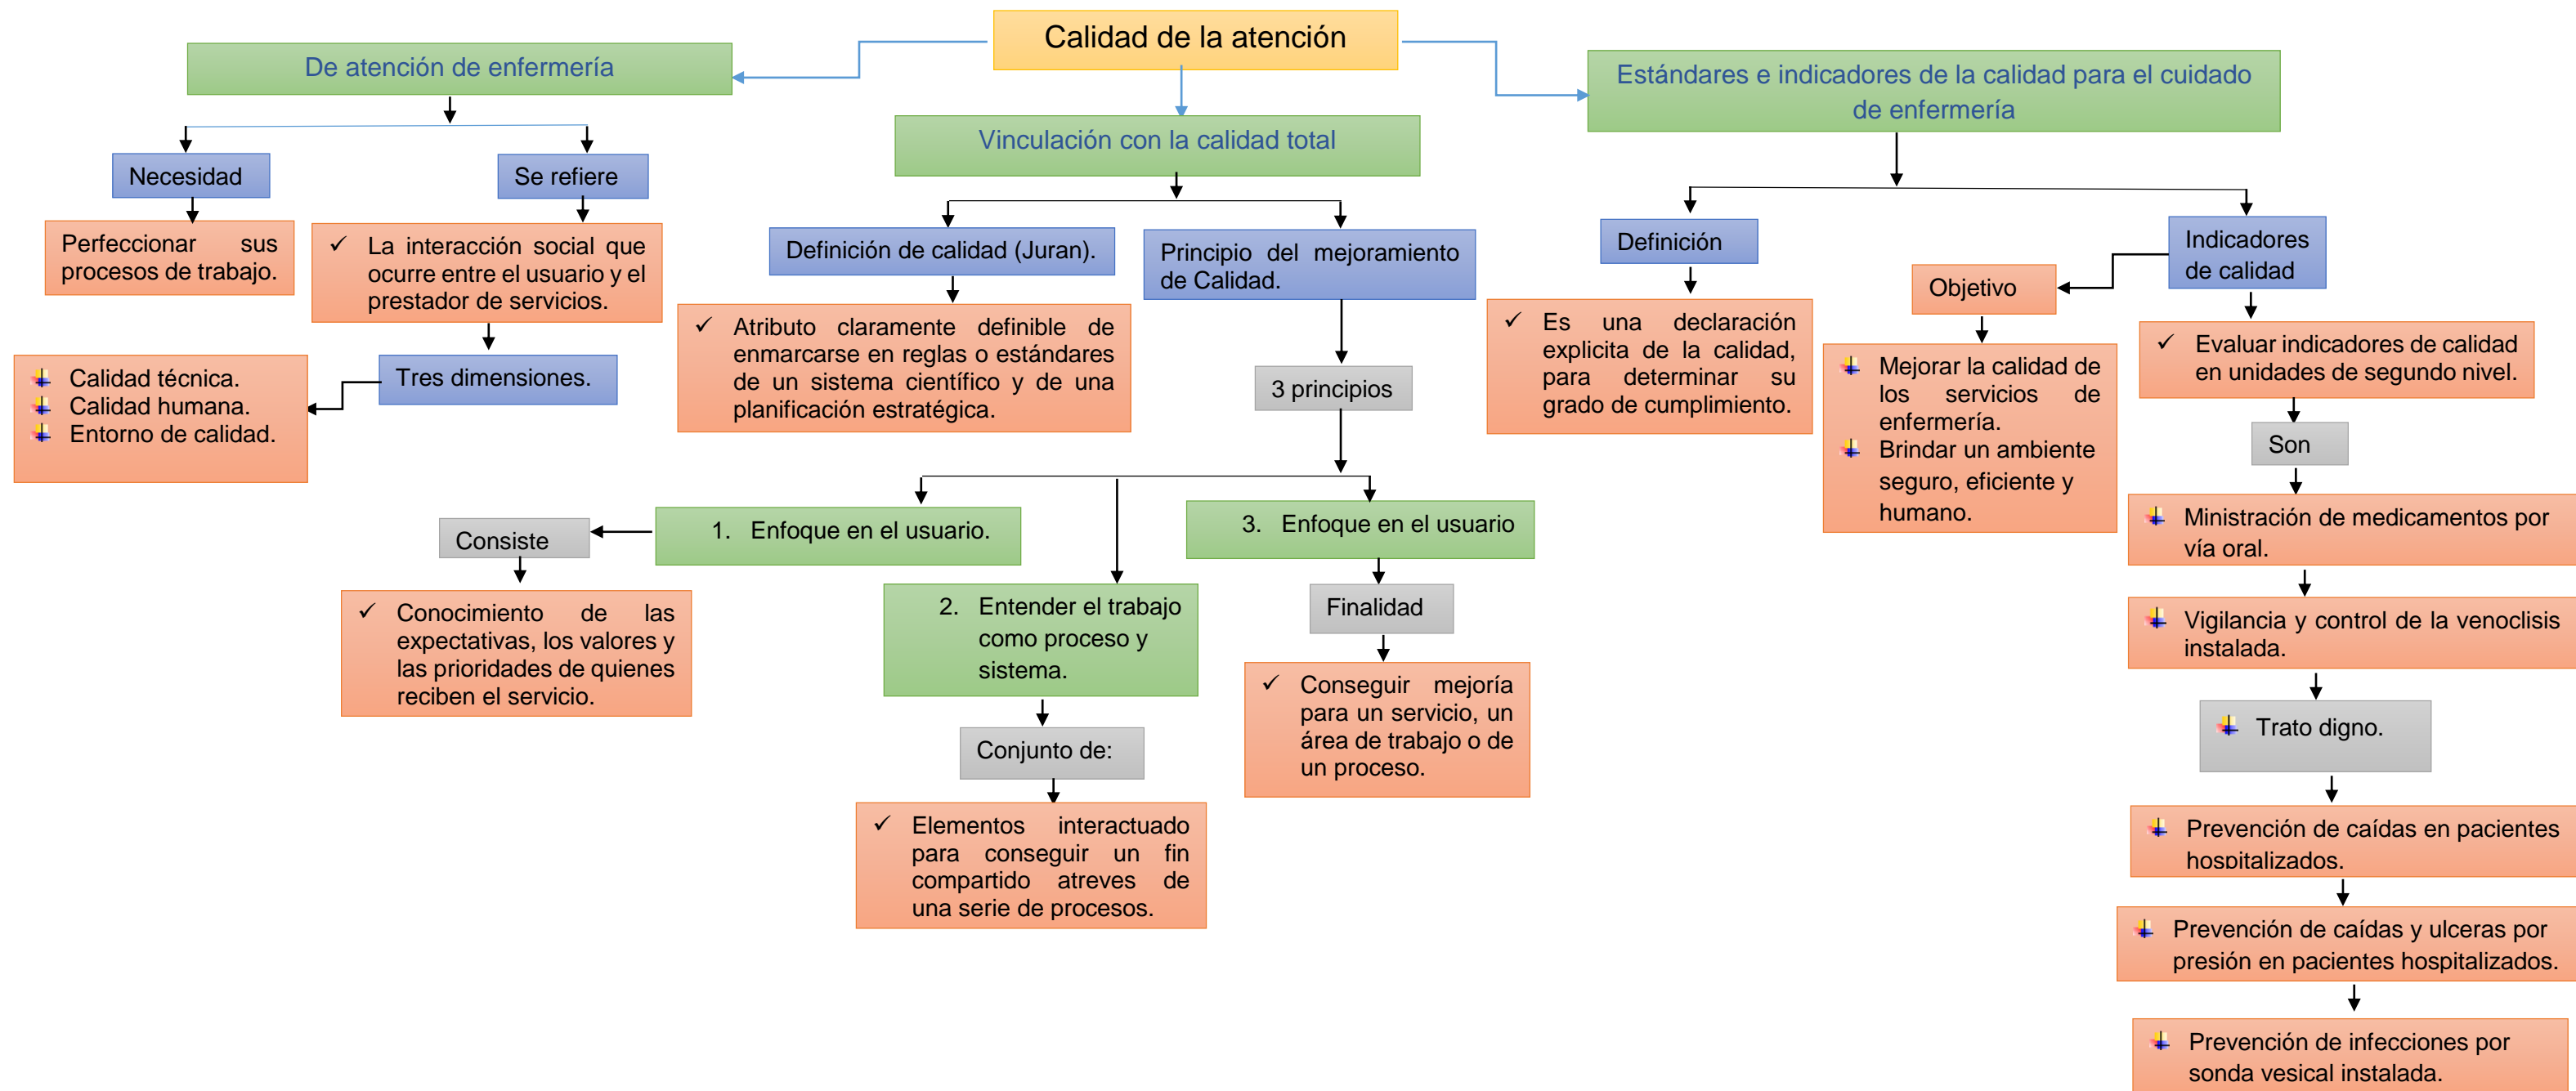 Calidad de la atención
De atención de enfermería
Necesidad
Perfeccionar sus
procesos de trabajo.
Se refiere
✓ La interacción social que
ocurre entre el usuario y el
prestador de servicios.
Tres dimensiones.
Calidad técnica.
Calidad humana.
Entorno de calidad.
Vinculación con la calidad total
Definición de calidad (Juran).
✓ Atributo claramente definible de
enmarcarse en reglas o estándares
de un sistema científico y de una
planificación estratégica.
Principio del mejoramiento
de Calidad.
3 principios
1. Enfoque en el usuario.
Consiste
✓ Conocimiento de las
expectativas, los valores y
las prioridades de quienes
reciben el servicio.
2. Entender el trabajo
como proceso y
sistema.
Conjunto de:
✓ Elementos interactuado
para conseguir un fin
compartido atreves de
una serie de procesos.
3. Enfoque en el usuario
Finalidad
✓ Conseguir mejoría
para un servicio, un
área de trabajo o de
un proceso.
Estándares e indicadores de la calidad para el cuidado
de enfermería
Definición
✓ Es una declaración
explicita de la calidad,
para determinar su
grado de cumplimiento.
Indicadores
de calidad
Objetivo
Mejorar la calidad de
los servicios de
enfermería.
Brindar un ambiente
seguro, eficiente y
humano.
✓ Evaluar indicadores de calidad
en unidades de segundo nivel.
Son
Ministración de medicamentos por
vía oral.
Vigilancia y control de la venoclisis
instalada.
Trato digno.
Prevención de caídas en pacientes
hospitalizados.
Prevención de caídas y ulceras por
presión en pacientes hospitalizados.
Prevención de infecciones por
sonda vesical instalada.